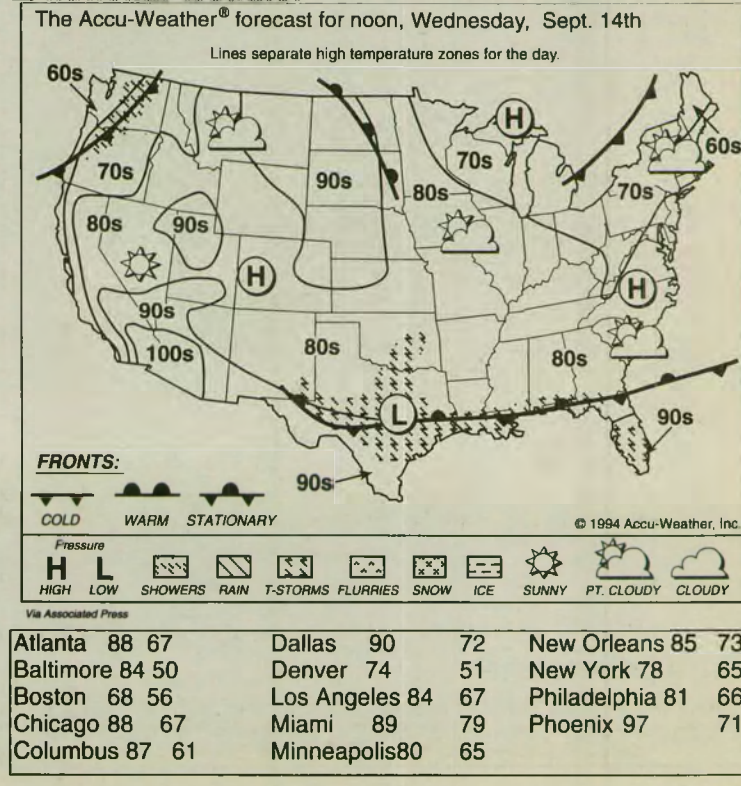 The Accu-Weather® forecast for noon, Wednesday, Sept. 14th
Lines separate high temperature zones for the day.
60s
H
60s
70s
70s
90s
80s
70s
80s
90s
H
H
90s
80s
80s
100s
L
90s
90s
FRONTS:
COLD WARM STATIONARY
© 1994 Accu-Weather, Inc.
Pressure
H L
HIGH LOW SHOWERS RAIN T-STORMS FLURRIES SNOW ICE SUNNY PT. CLOUDY CLOUDY
Via Associated Press
Atlanta 88 67 Dallas 90 72 New Orleans 85 73
Baltimore 84 50 Denver 74 51 New York 78 65
Boston 68 56 Los Angeles 84 67 Philadelphia 81 66
Chicago 88 67 Miami 89 79 Phoenix 97 71
Columbus 87 61 Minneapolis80 65